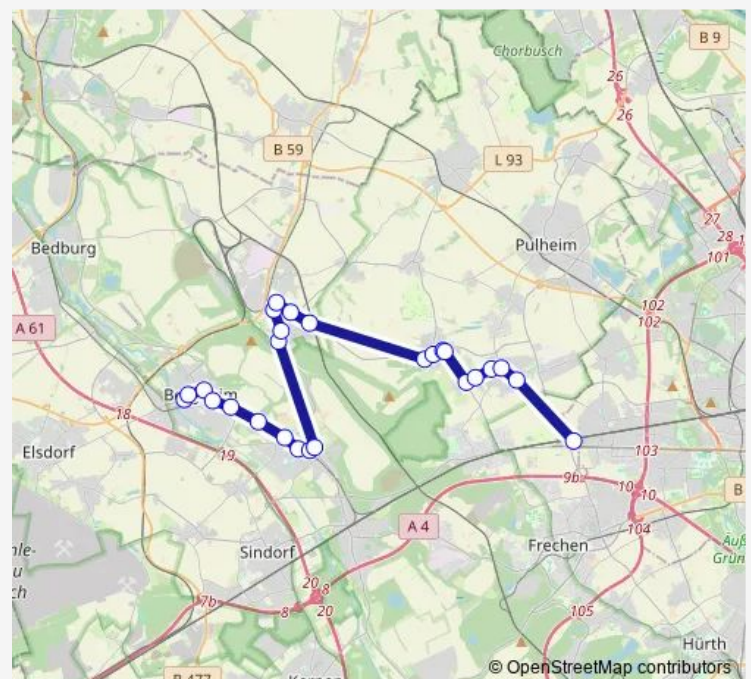 Chorbusch
B 9
26
26
B 59
L 93
27
28
101
Bedburg
Pulheim
102
102
A 61
18
Elsdorf
19
103
9b
10
10
B
A 4
104
Frechen
Sindorf
20
8
7b
8
20
105
Hürth
B 477
© OpenStreetMap contributors